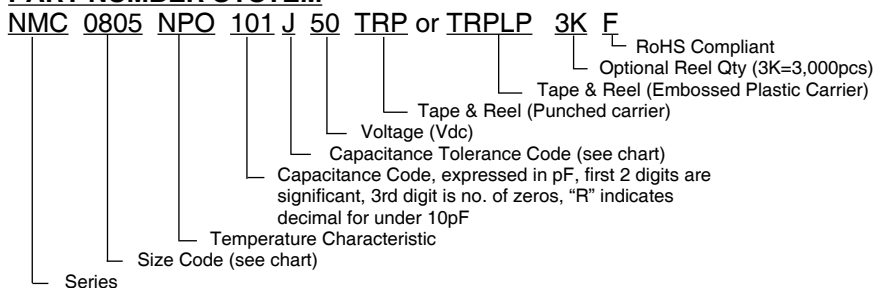 PART NUMBER SYSTEM
NMC 0805 NPO 101 J 50 TRP or TRPLP 3K F
RoHS Compliant
Optional Reel Qty (3K=3,000pcs)
Tape & Reel (Embossed Plastic Carrier)
Tape & Reel (Punched carrier)
Voltage (Vdc)
Capacitance Tolerance Code (see chart)
Capacitance Code, expressed in pF, first 2 digits are
significant, 3rd digit is no. of zeros, “R” indicates
decimal for under 10pF
Temperature Characteristic
Size Code (see chart)
Series